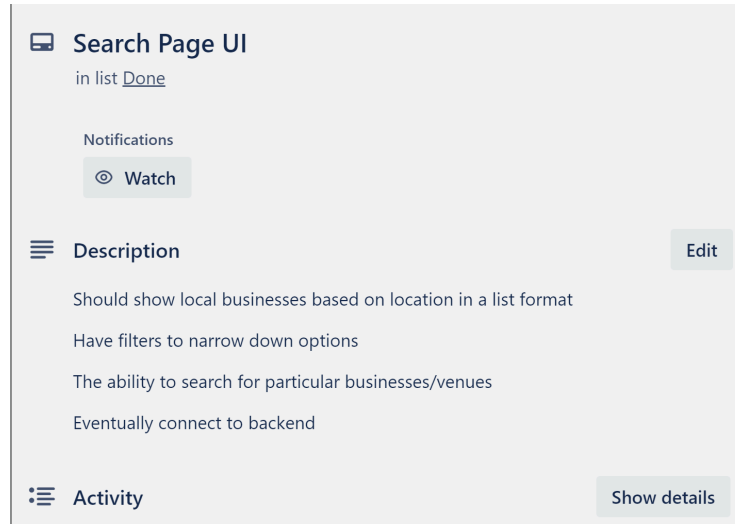 Search Page UI
in list Done
Notifications
Watch
Description
Edit
Should show local businesses based on location in a list format
Have filters to narrow down options
The ability to search for particular businesses/venues
Eventually connect to backend
Activity
Show details